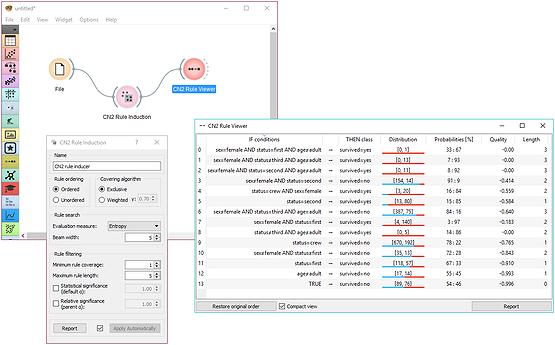 untitled*
File Edit View Widget Options Help
File
CN2 Rule Induction
CN2 Rule Viewer
CN2 Rule Induction
Name
CN2 rule inducer
Rule ordering
Covering algorithm
Ordered
Exclusive
Unordered
Weighted γ: 0.70
Rule search
Evaluation measure: Entropy
Beam width: 5
Rule filtering
Minimum rule coverage: 1
Maximum rule length: 5
Statistical significance
(default α): 1.00
Relative significance
(parent α): 1.00
Report
Apply Automatically
CN2 Rule Viewer
IF conditions THEN class Distribution Probabilities [%] Quality Length
0 sex=female AND status=first AND age=adult → survived=yes [0, 1] 33 : 67 -0.00 3
1 sex=female AND status≠third AND age≠adult → survived=yes [0, 13] 7 : 93 -0.00 3
2 sex≠female AND status=second AND age≠adult → survived=yes [0, 11] 8 : 92 -0.00 3
3 sex≠female AND status=second → survived=no [154, 14] 91 : 9 -0.414 2
4 status=crew AND sex≠male → survived=yes [3, 20] 16 : 84 -0.559 2
5 status=second → survived=yes [13, 80] 15 : 85 -0.584 1
6 sex≠female AND status=third AND age=adult → survived=no [387, 75] 84 : 16 -0.640 3
7 sex=female AND status=first → survived=yes [4, 140] 3 : 97 -0.183 2
8 status≠third AND age≠adult → survived=yes [0, 5] 14 : 86 -0.00 2
9 status=crew → survived=no [670, 192] 78 : 22 -0.765 1
10 sex≠female AND status=third → survived=no [35, 13] 72 : 28 -0.843 2
11 status=first → survived=no [118, 57] 67 : 33 -0.910 1
12 age≠adult → survived=no [17, 14] 55 : 45 -0.993 1
13 TRUE → survived=no [89, 76] 54 : 46 -0.996 0
Restore original order
Compact view
Report